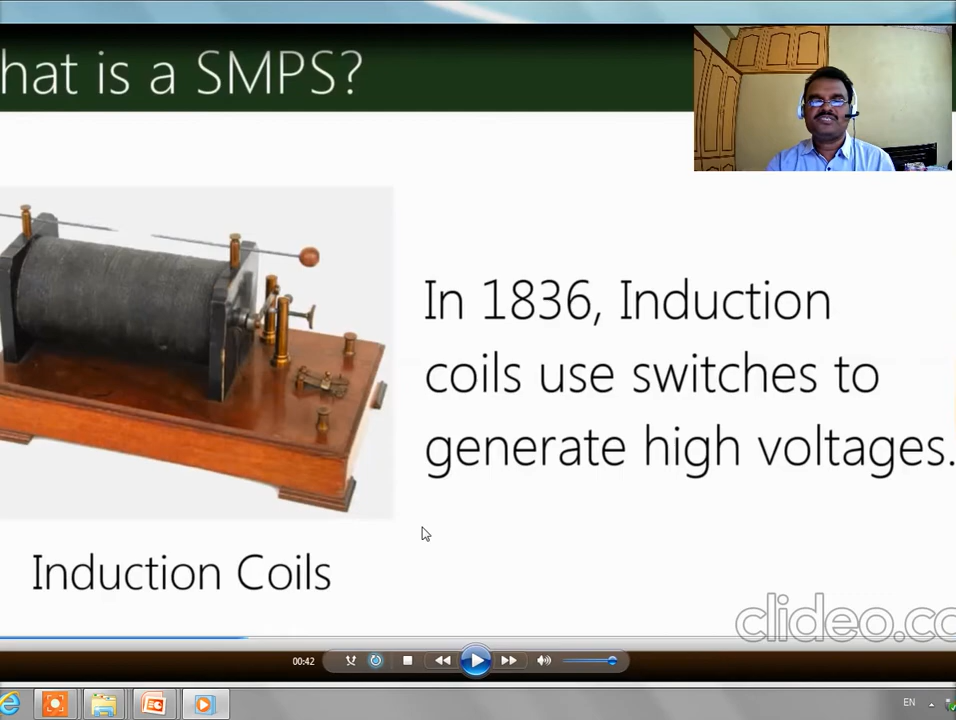 hat is a SMPS?
In 1836, Induction
coils use switches to
generate high voltages.
Induction Coils
clideo.co
00:42
EN